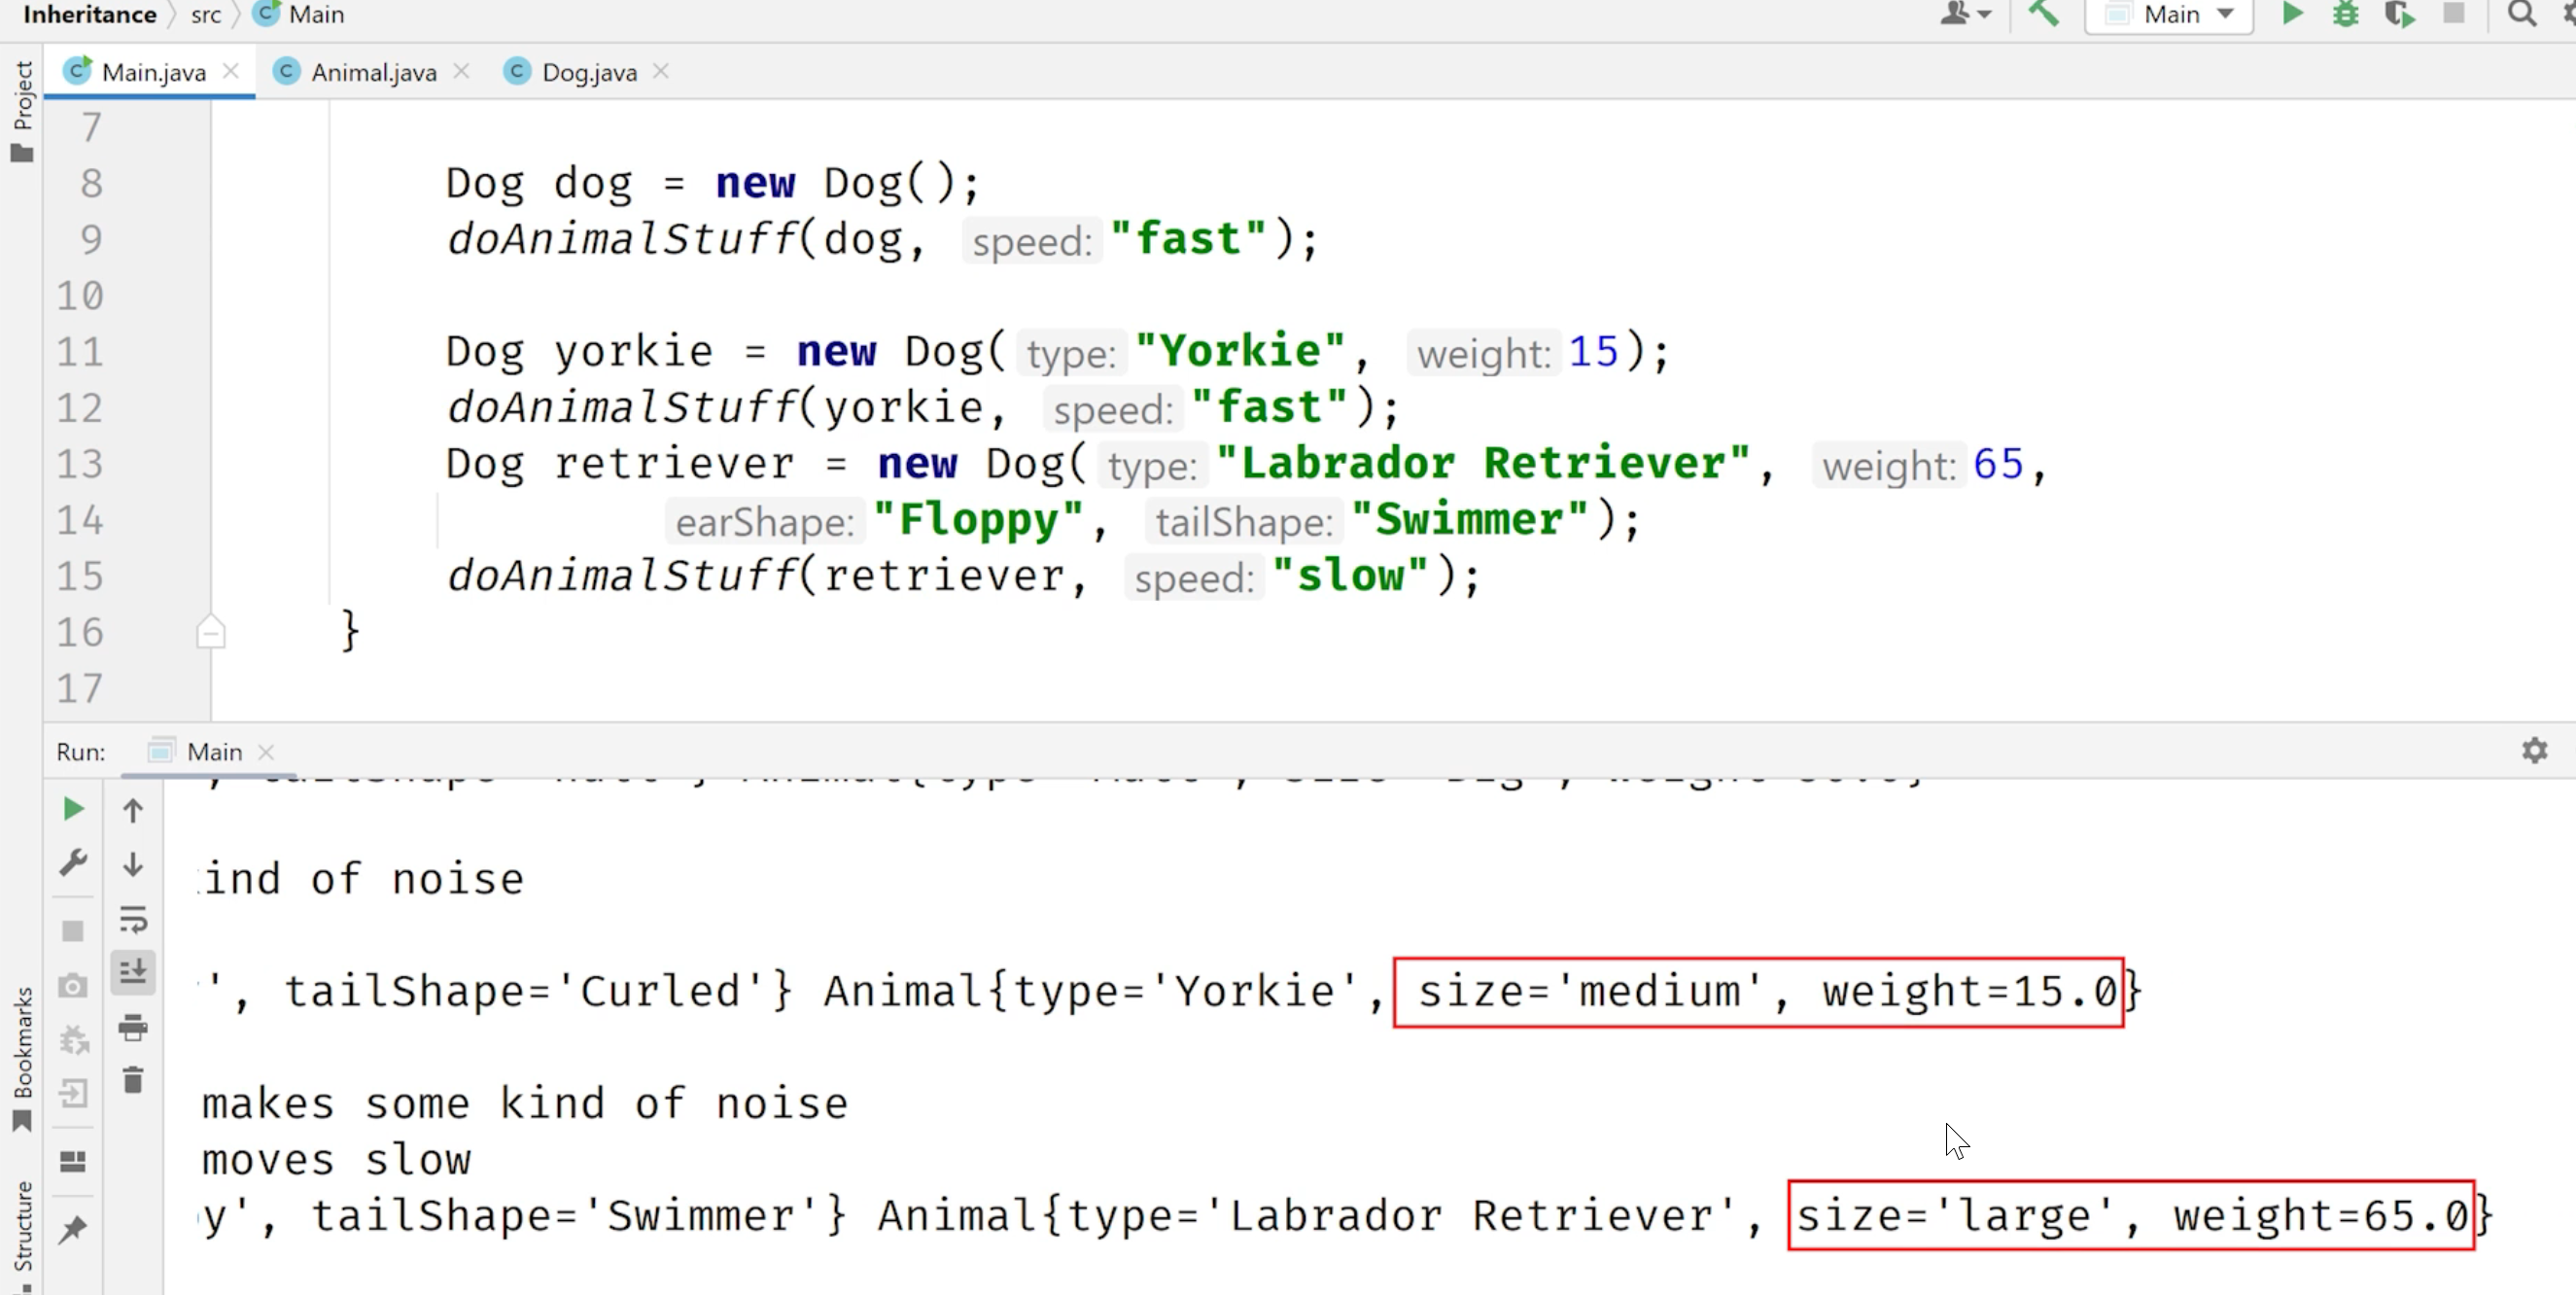 Inheritance src Main
Main
Project
Main.java Animal.java Dog.java
7
8 Dog dog = new Dog();
9 doAnimalStuff(dog, speed: "fast");
10
11 Dog yorkie = new Dog( type: "Yorkie", weight: 15);
12 doAnimalStuff(yorkie, speed: "fast");
13 Dog retriever = new Dog( type: "Labrador Retriever", weight: 65,
14 earShape: "Floppy", tailShape: "Swimmer");
15 doAnimalStuff(retriever, speed: "slow");
16 }
17
Run: Main
ind of noise
', tailShape='Curled'} Animal{type='Yorkie', size='medium', weight=15.0}
makes some kind of noise
moves slow
y', tailShape='Swimmer'} Animal{type='Labrador Retriever', size='large', weight=65.0}
Bookmarks
Structure